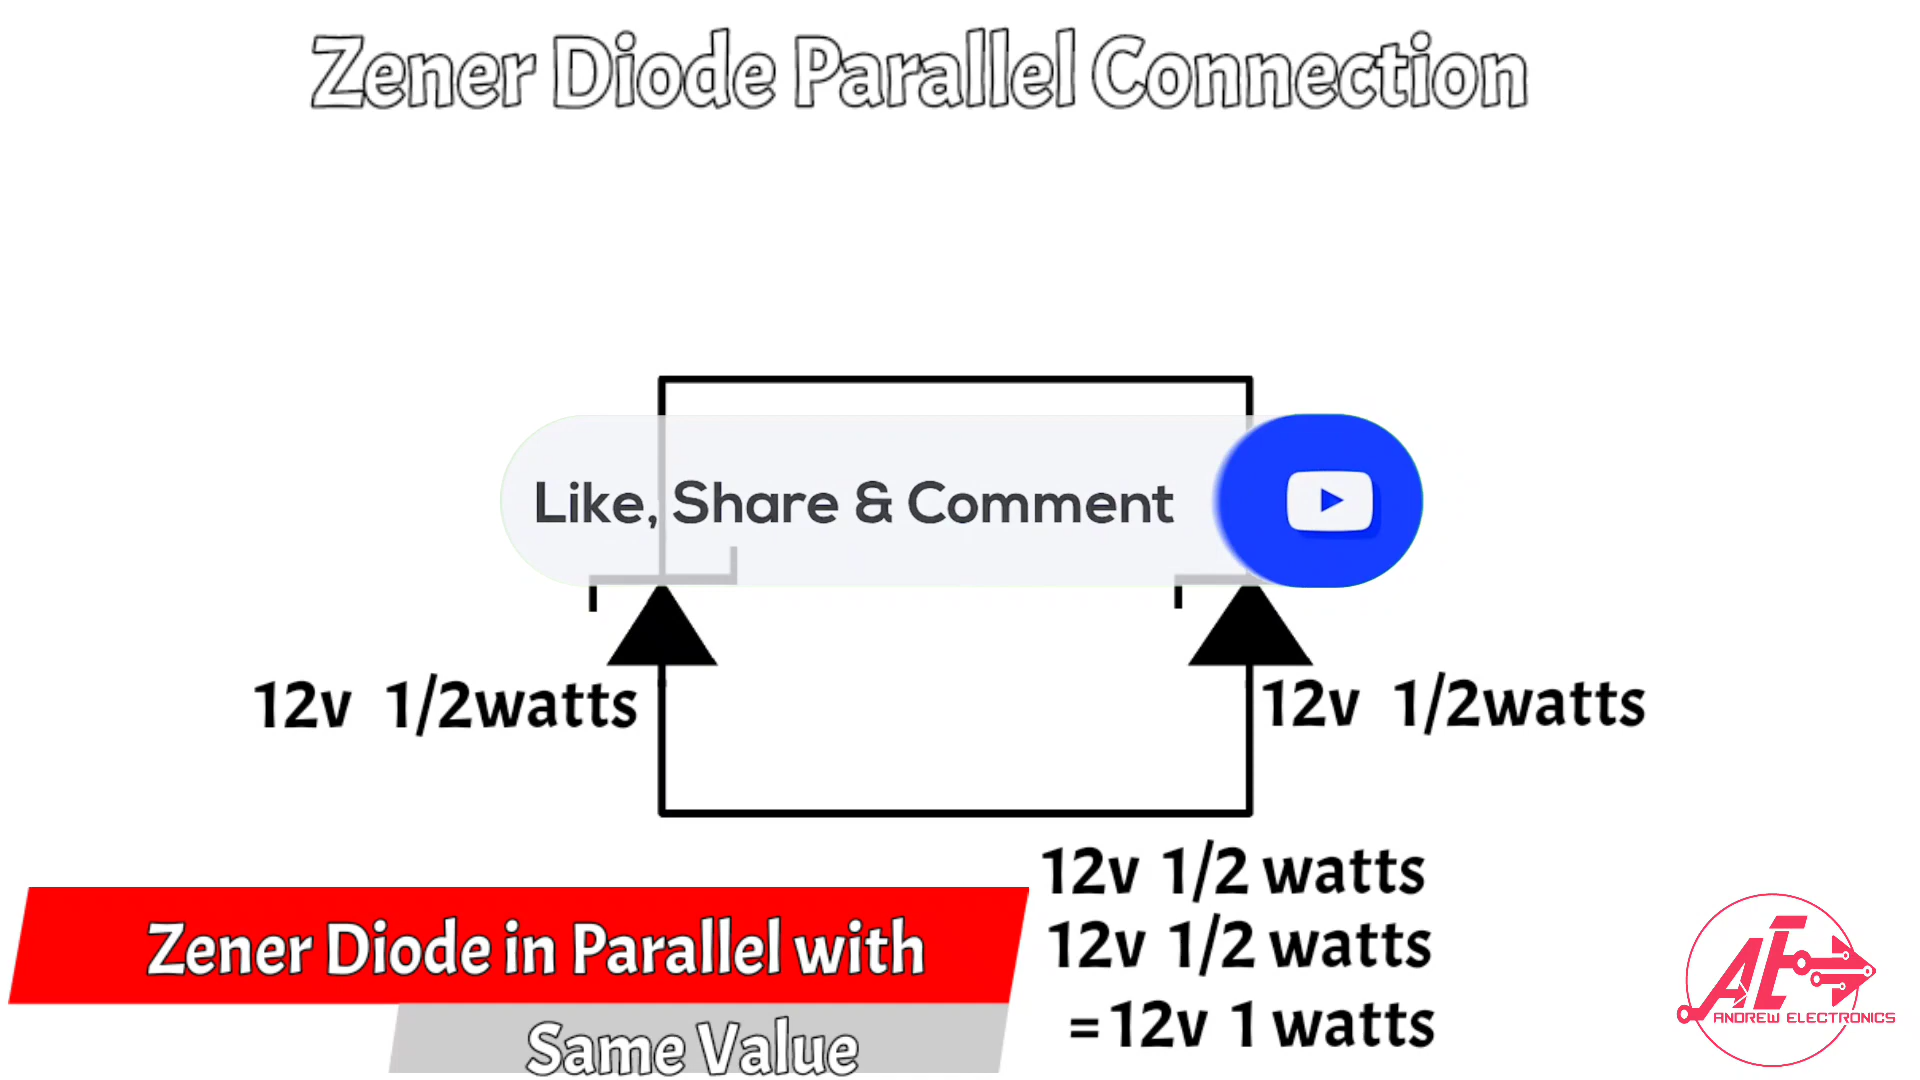 Zener Diode Parallel Connection
Like, Share & Comment
12v 1/2watts
12v 1/2watts
12v 1/2 watts
12v 1/2 watts
=12v 1 watts
Zener Diode in Parallel with
Same Value
AE
ANDREW ELECTRONICS